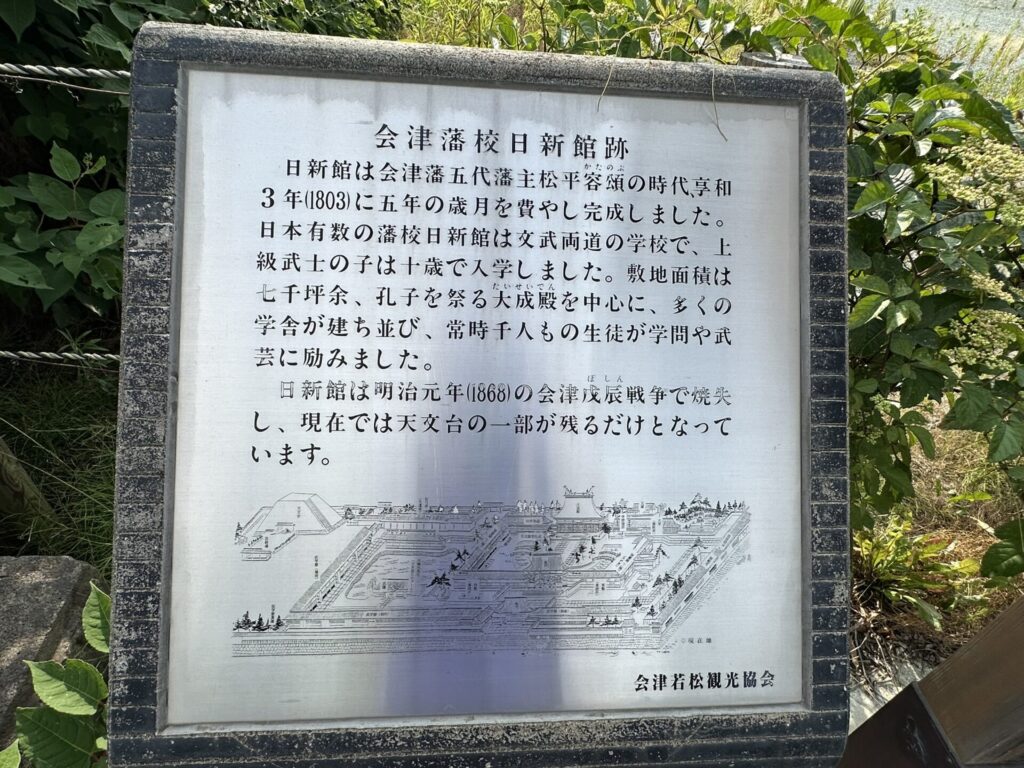 会津藩校日新館跡
かたのぶ
日新館は会津藩五代藩主松平容頌の時代、享和
3年(1803)に五年の歳月を費やし完成しました。
日本有数の藩校日新館は文武両道の学校で、上
級武士の子は十歳で入学しました。敷地面積は
たいせいでん
七千坪余、孔子を祭る大成殿を中心に、多くの
学舎が建ち並び、常時千人もの生徒が学問や武
芸に励みました。
ぼしん
日新館は明治元年(1868)の会津戊辰戦争で焼失
し、現在では天文台の一部が残るだけとなって
います。
◎現在地
会津若松観光協会